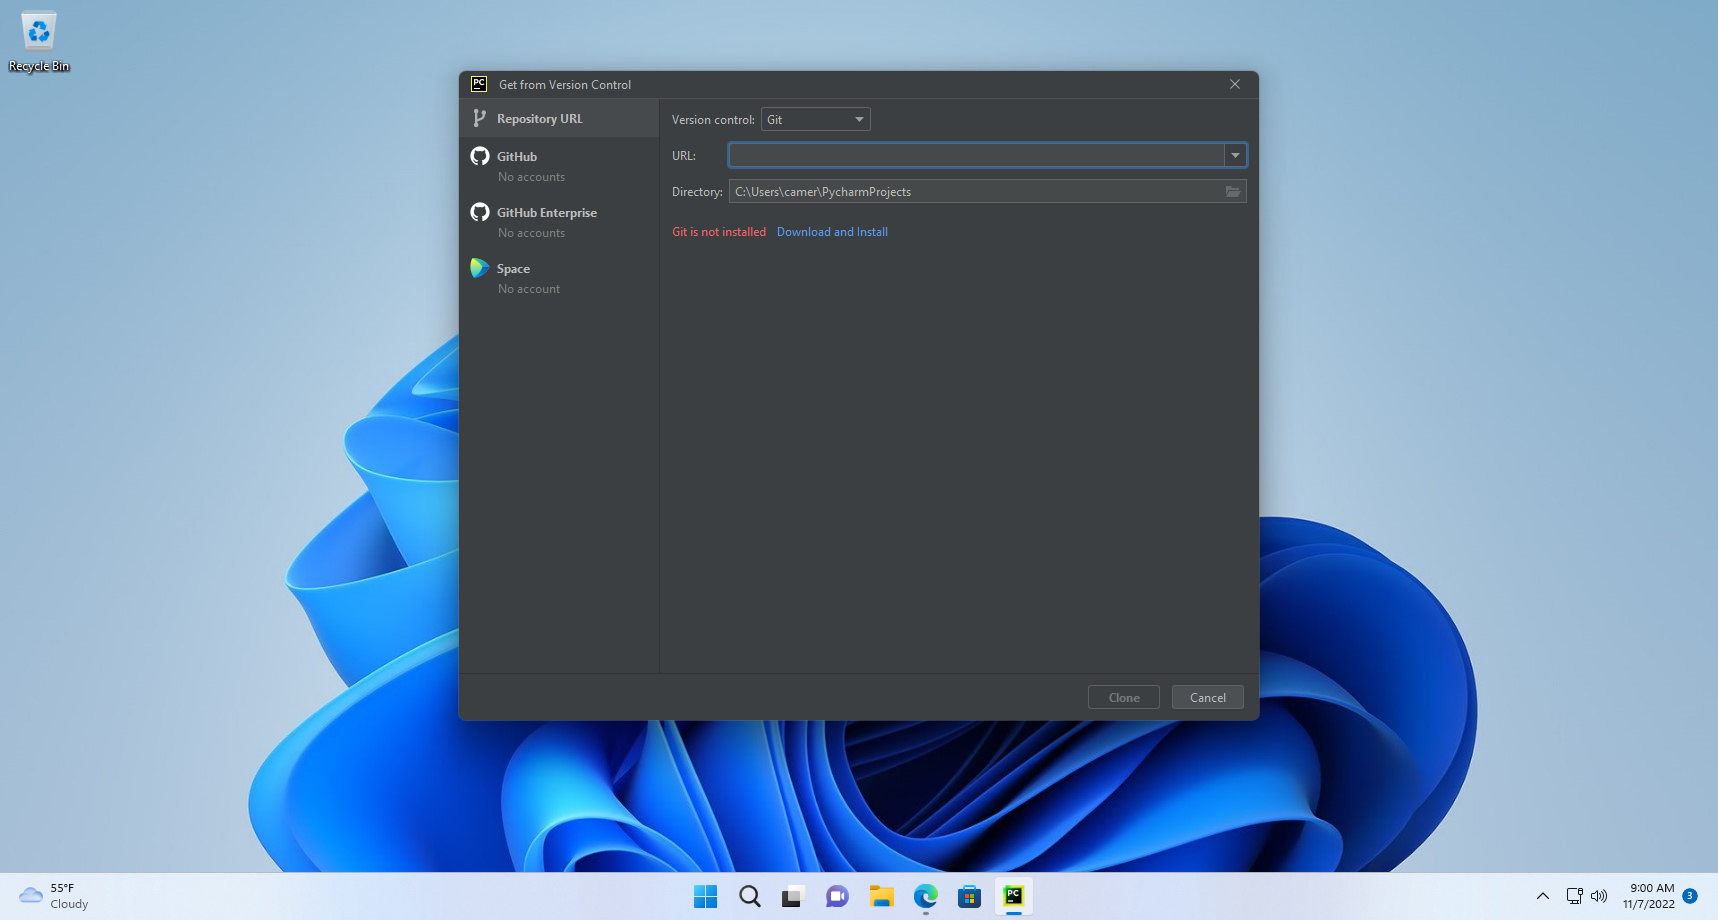 Recycle Bin
PC Get from Version Control
Repository URL
GitHub
No accounts
GitHub Enterprise
No accounts
Space
No account
Version control: Git
URL:
Directory: C:\Users\camer\PycharmProjects
Git is not installed Download and Install
Clone Cancel
55°F
Cloudy
PC
9:00 AM
11/7/2022
3